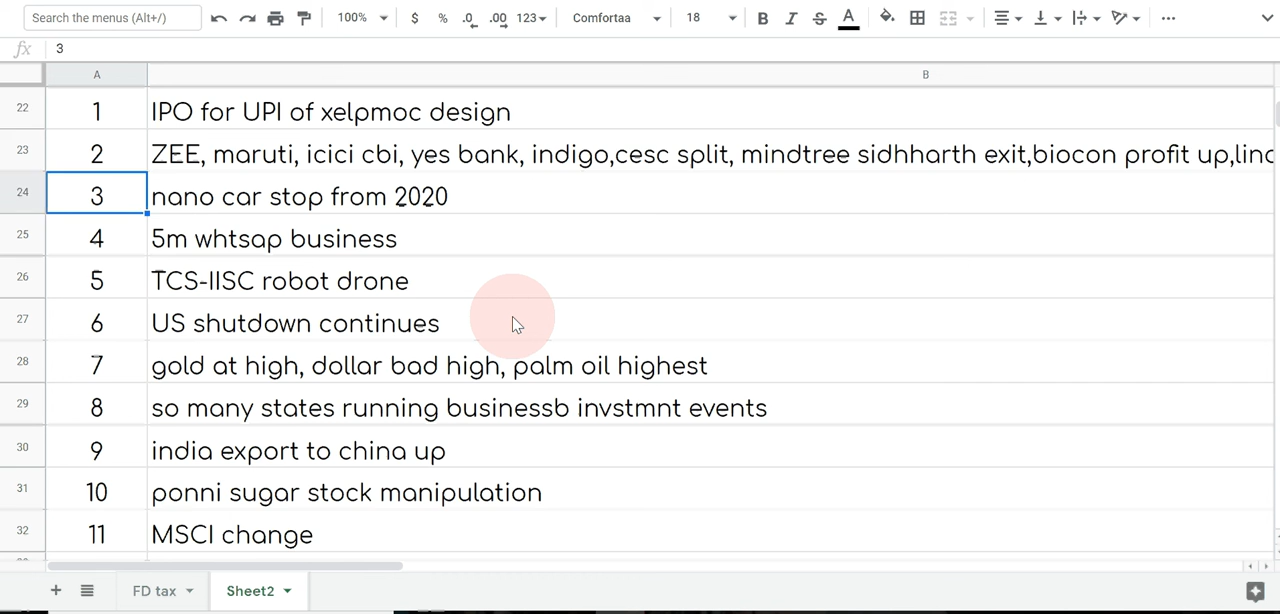 Search the menus (Alt+/) 100% $ % .0 .00 123 Comfortaa 18 B I S A
fx 3
A B
22 1 IPO for UPI of xelpmoc design
23 2 ZEE, maruti, icici cbi, yes bank, indigo,cesc split, mindtree sidhharth exit,biocon profit up,linc
24 3 nano car stop from 2020
25 4 5m whtsap business
26 5 TCS-IISC robot drone
27 6 US shutdown continues
28 7 gold at high, dollar bad high, palm oil highest
29 8 so many states running businessb invstmnt events
30 9 india export to china up
31 10 ponni sugar stock manipulation
32 11 MSCI change
FD tax Sheet2